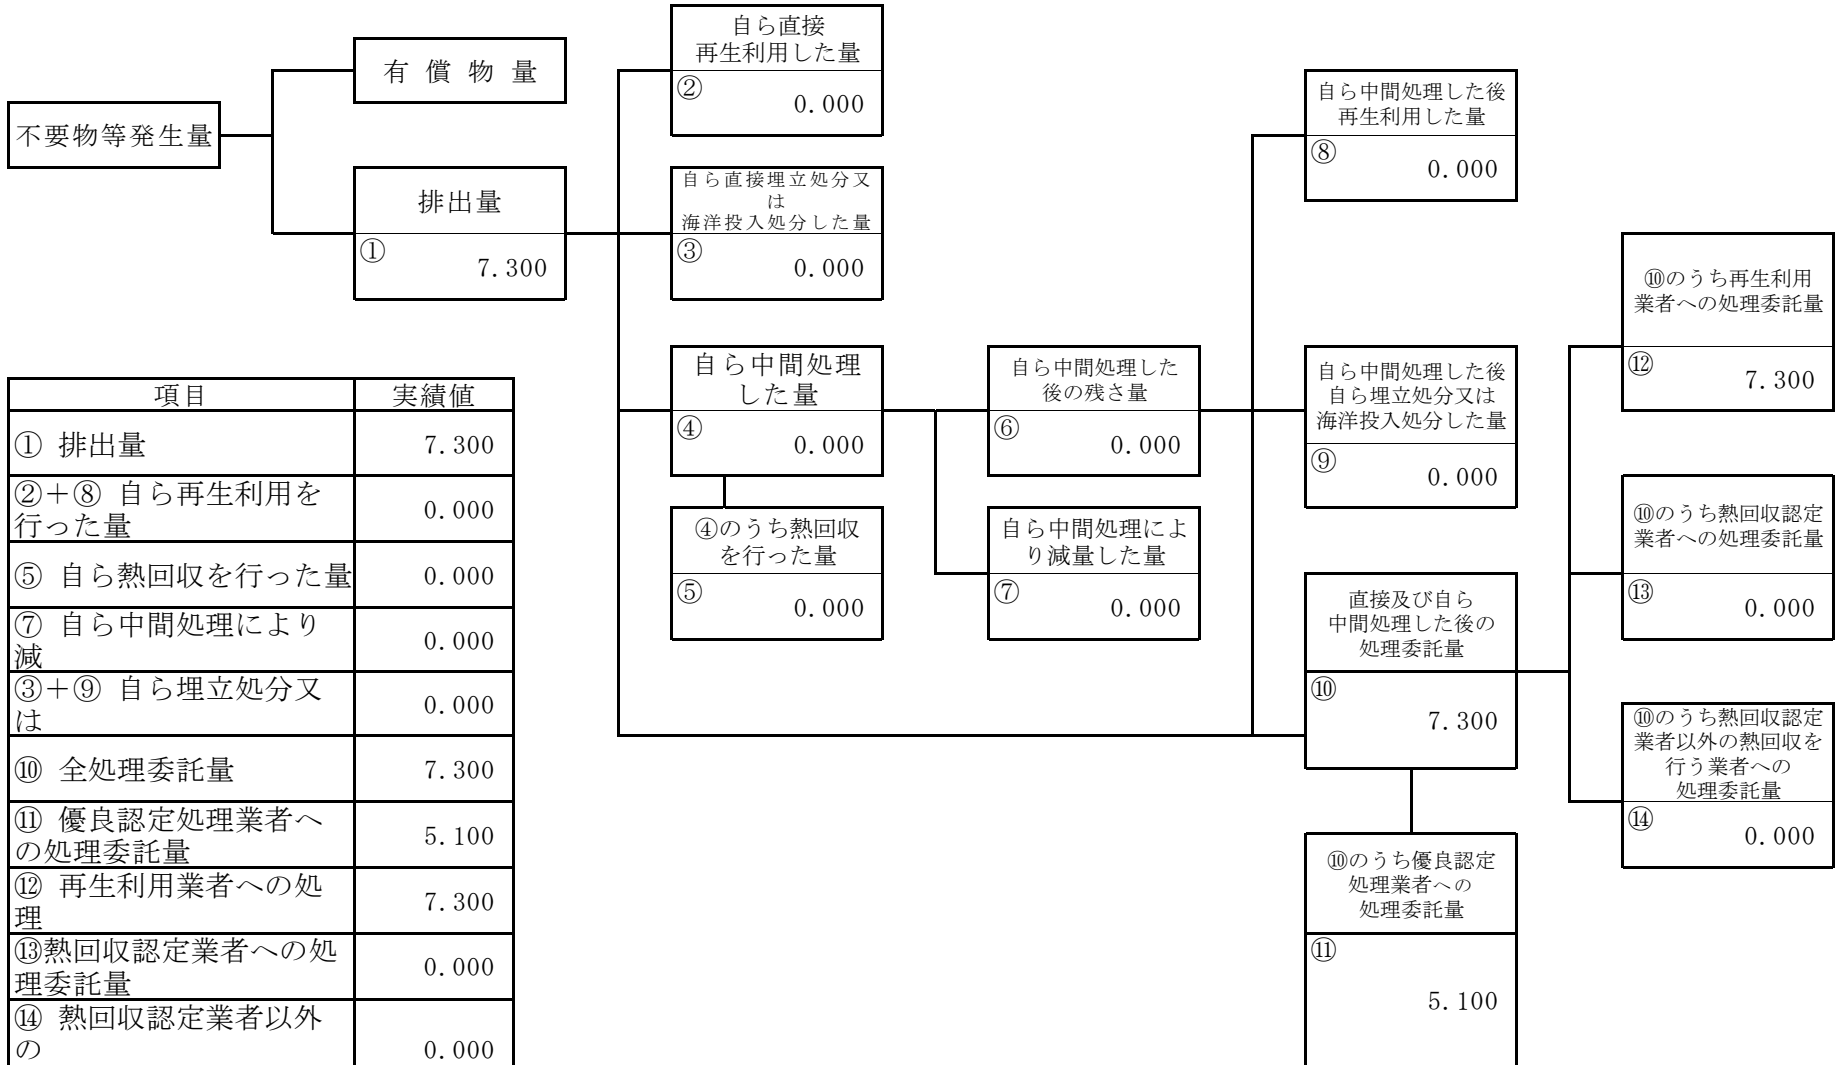 不要物等発生量
有償物量
排出量
①
7.300
自ら直接
再生利用した量
②
0.000
自ら直接埋立処分又
は
海洋投入処分した量
③
0.000
自ら中間処理
した量
④
0.000
④のうち熱回収
を行った量
⑤
0.000
自ら中間処理した
後の残さ量
⑥
0.000
自ら中間処理によ
り減量した量
⑦
0.000
自ら中間処理した後
再生利用した量
⑧
0.000
自ら中間処理した後
自ら埋立処分又は
海洋投入処分した量
⑨
0.000
直接及び自ら
中間処理した後の
処理委託量
⑩
7.300
⑩のうち優良認定
処理業者への
処理委託量
⑪
5.100
⑩のうち再生利用
業者への処理委託量
⑫
7.300
⑩のうち熱回収認定
業者への処理委託量
⑬
0.000
⑩のうち熱回収認定
業者以外の熱回収を
行う業者への
処理委託量
⑭
0.000
項目 実績値
① 排出量 7.300
②+⑧ 自ら再生利用を
行った量 0.000
⑤ 自ら熱回収を行った量 0.000
⑦ 自ら中間処理により
減 0.000
③+⑨ 自ら埋立処分又
は 0.000
⑩ 全処理委託量 7.300
⑪ 優良認定処理業者へ
の処理委託量 5.100
⑫ 再生利用業者への処
理 7.300
⑬熱回収認定業者への処
理委託量 0.000
⑭ 熱回収認定業者以外
の 0.000